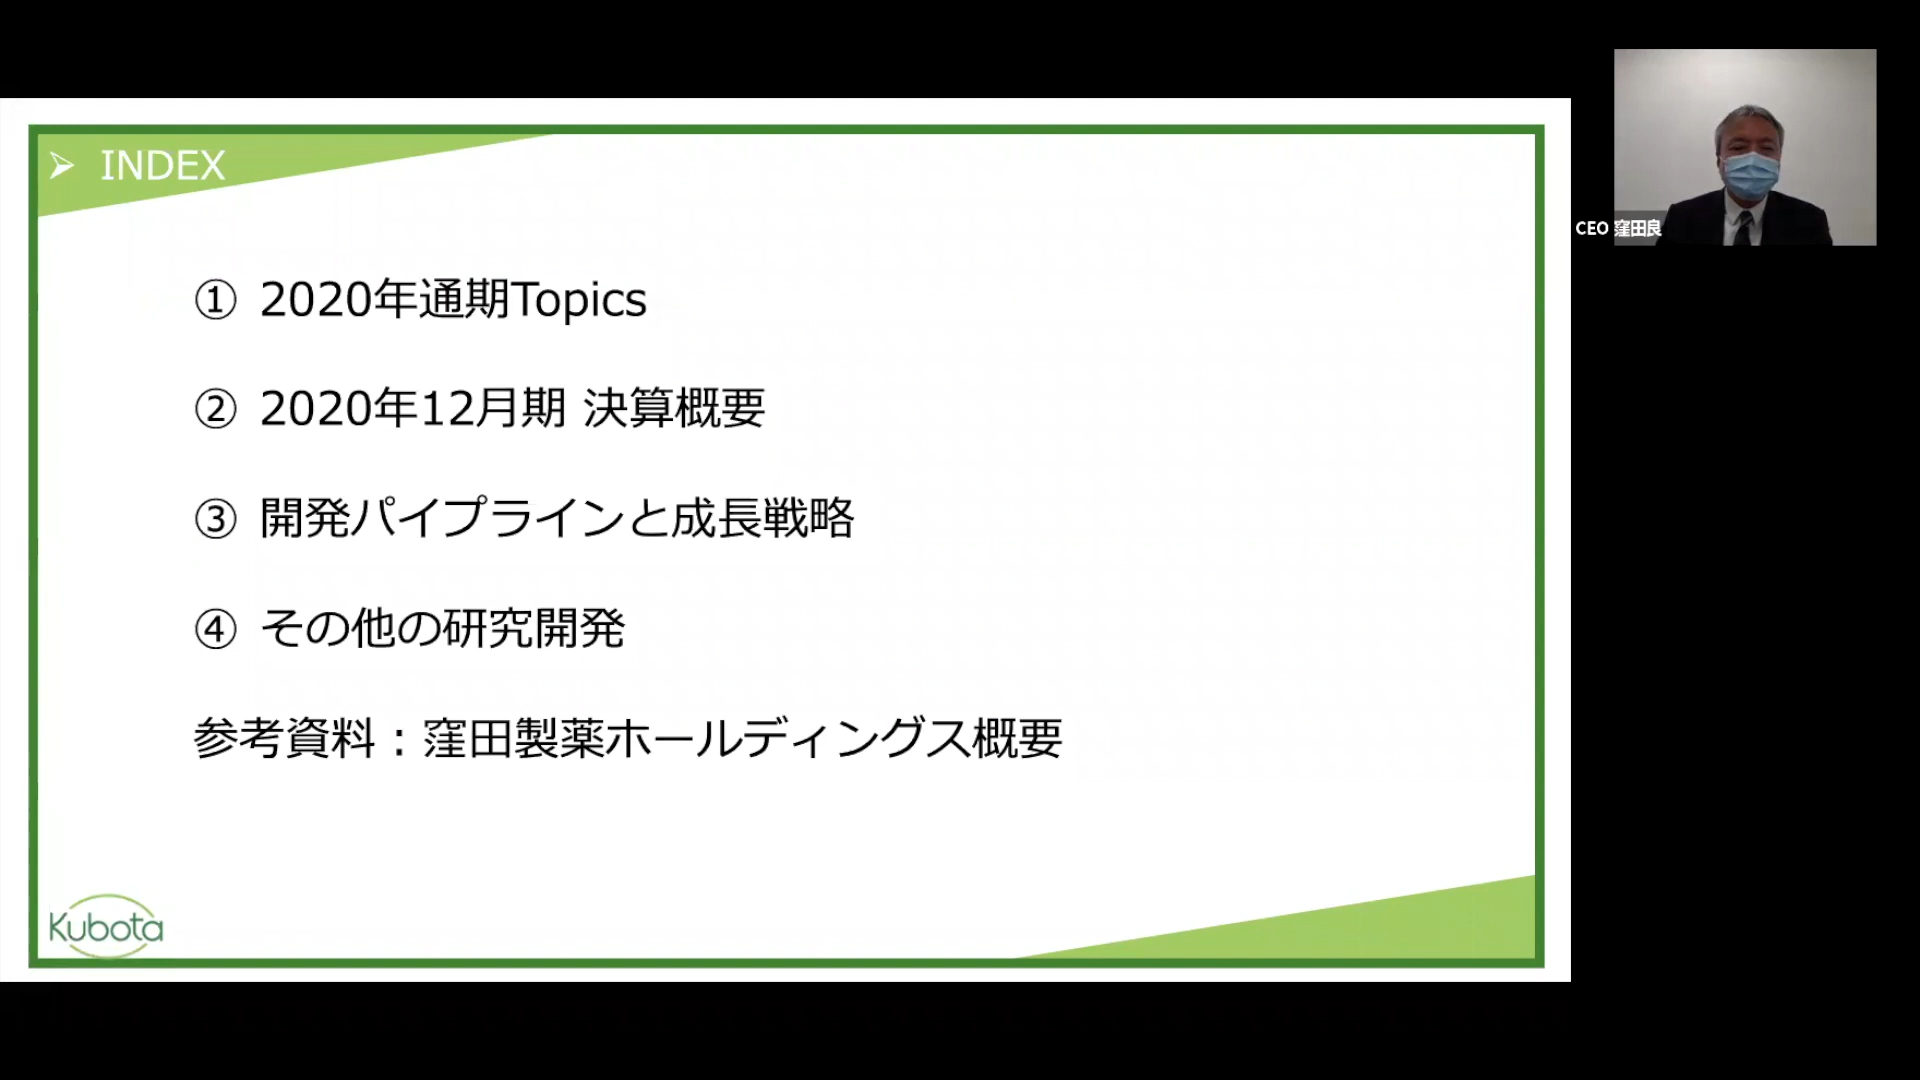 INDEX
① 2020年通期Topics
② 2020年12月期 決算概要
③ 開発パイプラインと成長戦略
④ その他の研究開発
参考資料：窪田製薬ホールディングス概要
Kubota
CEO 窪田良